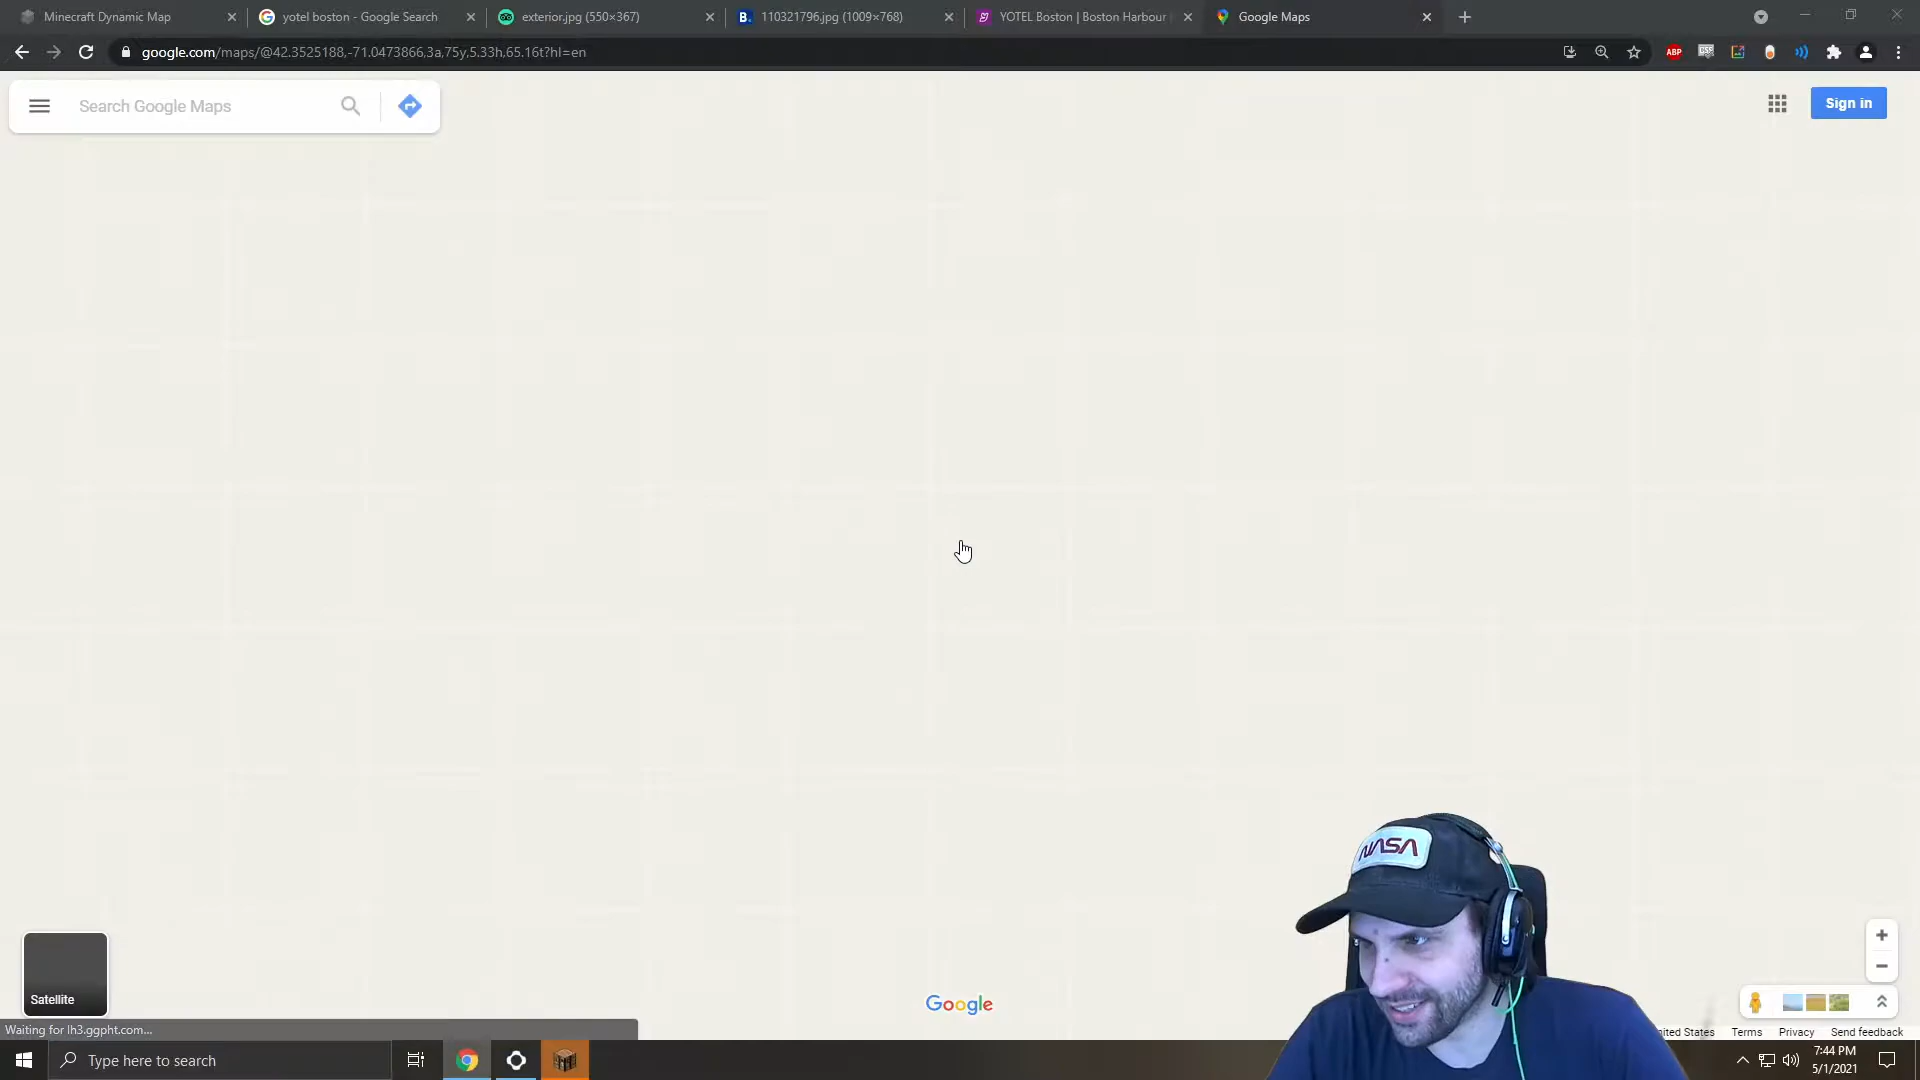 Minecraft Dynamic Map
yotel boston - Google Search
exterior.jpg (550×367)
B.
110321796.jpg (1009×768)
YOTEL Boston | Boston Harbour
Google Maps
google.com/maps/@42.3525188,-71.0473866,3a,75y,5.33h,65.16t?hl=en
ABP
Search Google Maps
Sign in
NASA
Satellite
Google
Waiting for lh3.ggpht.com...
nited States
Terms
Privacy
Send feedback
Type here to search
7:44 PM
5/1/2021